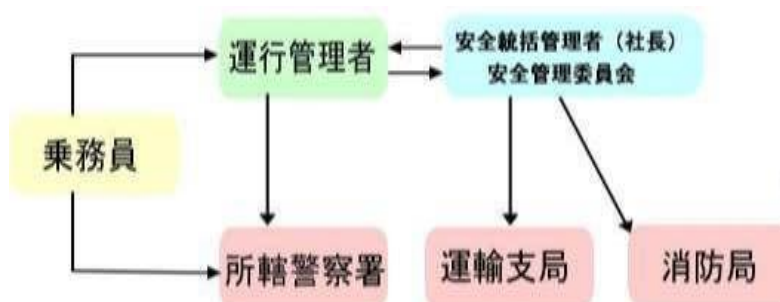 運行管理者
安全統括管理者（社長）
安全管理委員会
乗務員
所轄警察署
運輸支局
消防局